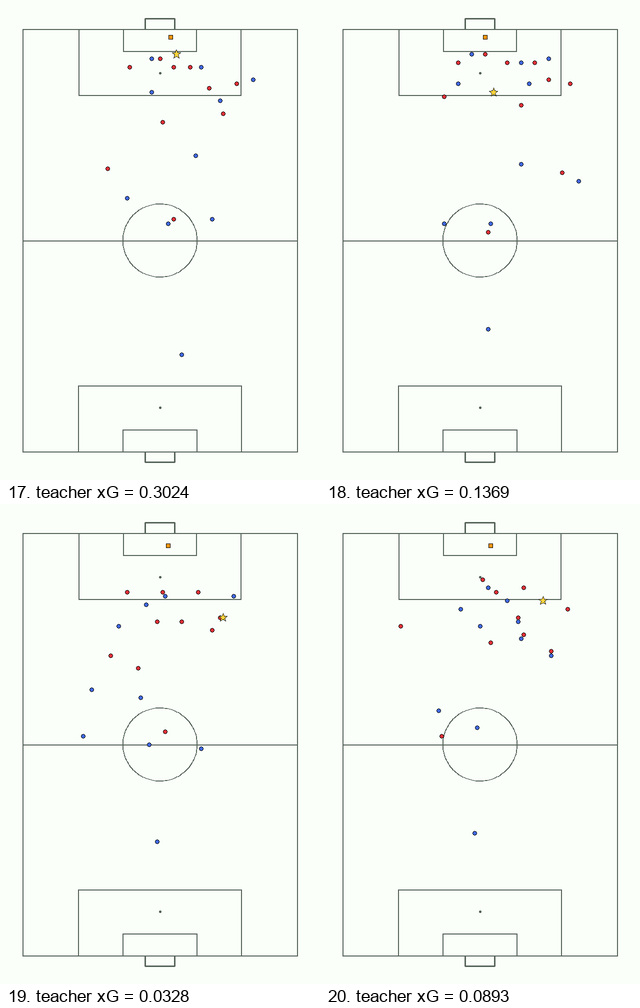 17. teacher xG = 0.3024
18. teacher xG = 0.1369
19. teacher xG = 0.0328
20. teacher xG = 0.0893